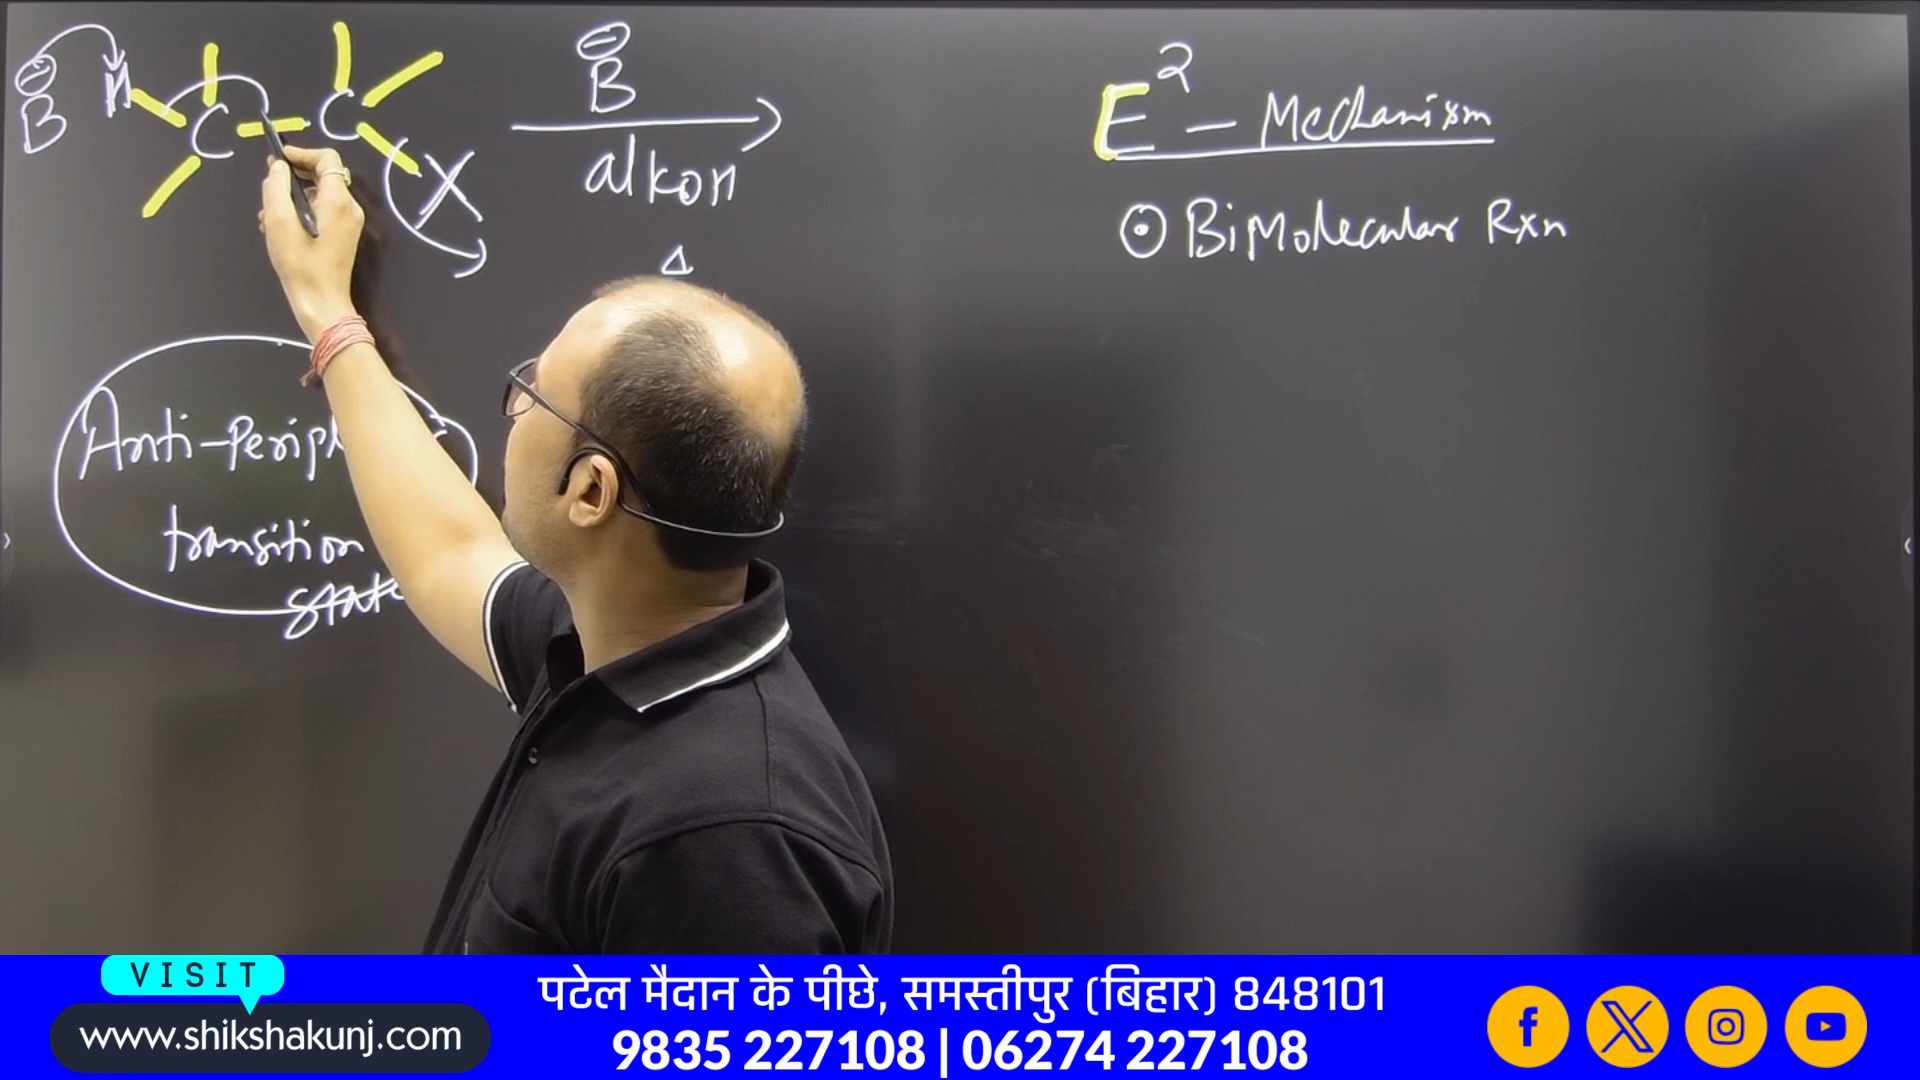 ⊖ H C C ⊖
B X B
alkOH
Δ
E² - Mechanism
⊙ BiMolecular Rxn
Anti-Perip
transition
state
VISIT
www.shikshakunj.com
पटेल मैदान के पीछे, समस्तीपुर (बिहार) 848101
9835 227108 | 06274 227108